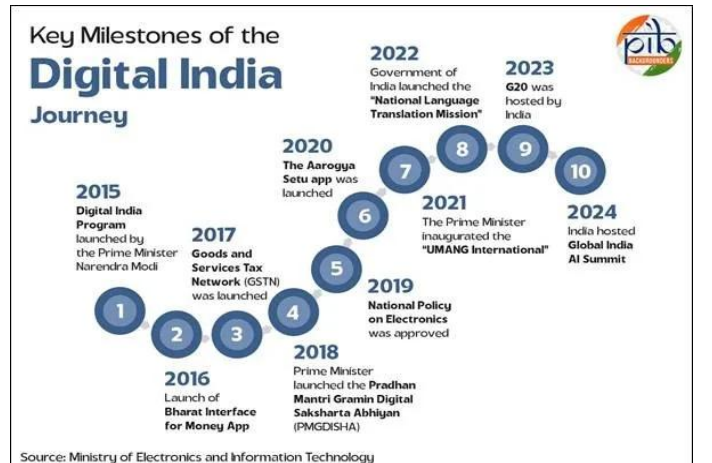 Key Milestones of the
Digital India
Journey
pib
BACKGROUNDERS
2015
Digital India
Program
launched by
the Prime Minister
Narendra Modi
1
2016
Launch of
Bharat Interface
for Money App
2
2017
Goods and
Services Tax
Network (GSTN)
was launched
3
2018
Prime Minister
launched the Pradhan
Mantri Gramin Digital
Saksharta Abhiyan
(PMGDISHA)
4
2019
National Policy
on Electronics
was approved
5
2020
The Aarogya
Setu app was
launched
6
2021
The Prime Minister
inaugurated the
"UMANG International"
7
2022
Government of
India launched the
"National Language
Translation Mission"
8
2023
G20 was
hosted by
India
9
2024
India hosted
Global India
AI Summit
10
Source: Ministry of Electronics and Information Technology